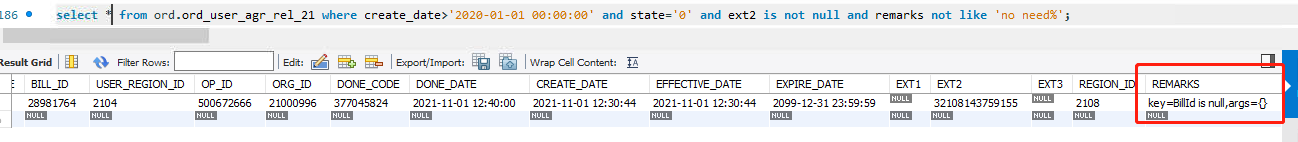 186 select * from ord.ord_user_agr_rel_21 where create_date>'2020-01-01 00:00:00' and state='0' and ext2 is not null and remarks not like 'no need%';
Result Grid Filter Rows: Edit: Export/Import: Wrap Cell Content:
BILL_ID USER_REGION_ID OP_ID ORG_ID DONE_CODE DONE_DATE CREATE_DATE EFFECTIVE_DATE EXPIRE_DATE EXT1 EXT2 EXT3 REGION_ID REMARKS
28981764 2104 500672666 21000996 377045824 2021-11-01 12:40:00 2021-11-01 12:30:44 2021-11-01 12:30:44 2099-12-31 23:59:59 NULL 32108143759155 NULL 2108 key=BillId is null,args={}
NULL NULL NULL NULL NULL NULL NULL NULL NULL NULL NULL NULL NULL NULL